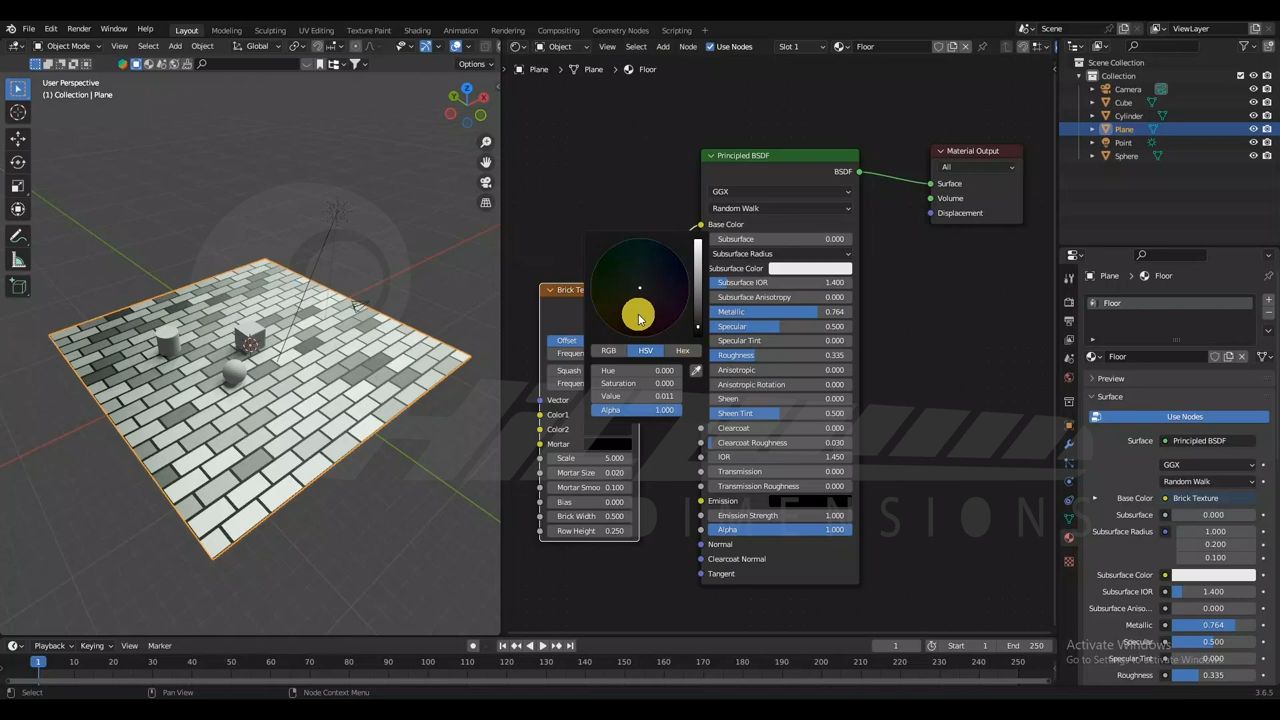 File Edit Render Window Help Layout Modeling Sculpting UV Editing Texture Paint Shading Animation Rendering Compositing Geometry Nodes Scripting Scene ViewLayer
Object Mode View Select Add Object Global Object View Select Add Node Use Nodes Slot 1 Floor
Options
Plane Plane Floor
User Perspective
(1) Collection | Plane
Scene Collection
Collection
Camera
Cube
Cylinder
Plane
Point
Sphere
Principled BSDF
BSDF
GGX
Random Walk
Base Color
Subsurface 0.000
Subsurface Radius
Subsurface Color
Subsurface IOR 1.400
Subsurface Anisotropy 0.000
Metallic 0.764
Specular 0.500
Specular Tint 0.000
Roughness 0.335
Anisotropic 0.000
Anisotropic Rotation 0.000
Sheen 0.000
Sheen Tint 0.500
Clearcoat 0.000
Clearcoat Roughness 0.030
IOR 1.450
Transmission 0.000
Transmission Roughness 0.000
Emission
Emission Strength 1.000
Alpha 1.000
Normal
Clearcoat Normal
Tangent
Material Output
All
Surface
Volume
Displacement
Brick Te
Offset
Frequen
Squash
Frequen
Vector
Color1
Color2
Mortar
Scale 5.000
Mortar Size 0.020
Mortar Smoo 0.100
Bias 0.000
Brick Width 0.500
Row Height 0.250
RGB HSV Hex
Hue 0.000
Saturation 0.000
Value 0.011
Alpha 1.000
Plane Floor
Floor
Floor
Preview
Surface
Use Nodes
Surface Principled BSDF
GGX
Random Walk
Base Color Brick Texture
Subsurface 0.000
Subsurface Radius 1.000
0.200
0.100
Subsurface Color
Subsurface IOR 1.400
Subsurface Aniso... 0.000
Metallic 0.764
Specular 0.500
Specular Tint 0.000
Roughness 0.335
Activate Windows
DIMENSIONS
Playback Keying View Marker 1 Start 1 End 250
1 10 20 30 40 50 60 70 80 90 100 110 120 130 140 150 160 170 180 190 200 210 220 230 240 250
Select Pan View Node Context Menu 3.6.5